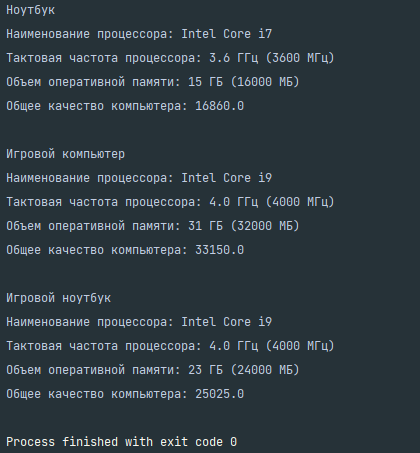 Ноутбук
Наименование процессора: Intel Core i7
Тактовая частота процессора: 3.6 ГГц (3600 МГц)
Объем оперативной памяти: 15 ГБ (16000 МБ)
Общее качество компьютера: 16860.0
Игровой компьютер
Наименование процессора: Intel Core i9
Тактовая частота процессора: 4.0 ГГц (4000 МГц)
Объем оперативной памяти: 31 ГБ (32000 МБ)
Общее качество компьютера: 33150.0
Игровой ноутбук
Наименование процессора: Intel Core i9
Тактовая частота процессора: 4.0 ГГц (4000 МГц)
Объем оперативной памяти: 23 ГБ (24000 МБ)
Общее качество компьютера: 25025.0
Process finished with exit code 0